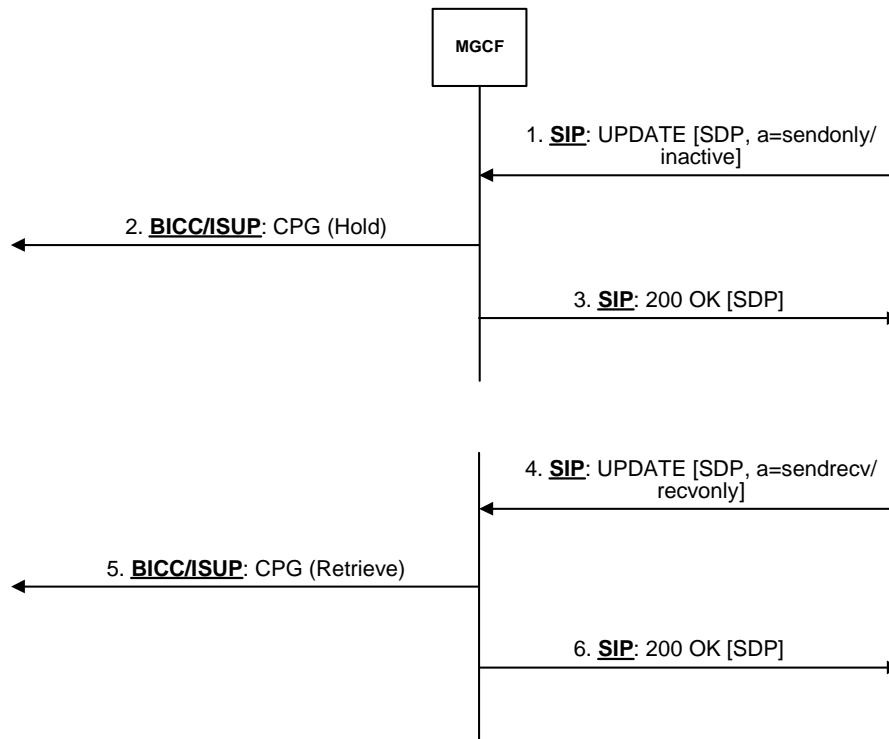 MGCF
1. SIP: UPDATE [SDP, a=sendonly/
inactive]
2. BICC/ISUP: CPG (Hold)
3. SIP: 200 OK [SDP]
4. SIP: UPDATE [SDP, a=sendrecv/
recvonly]
5. BICC/ISUP: CPG (Retrieve)
6. SIP: 200 OK [SDP]